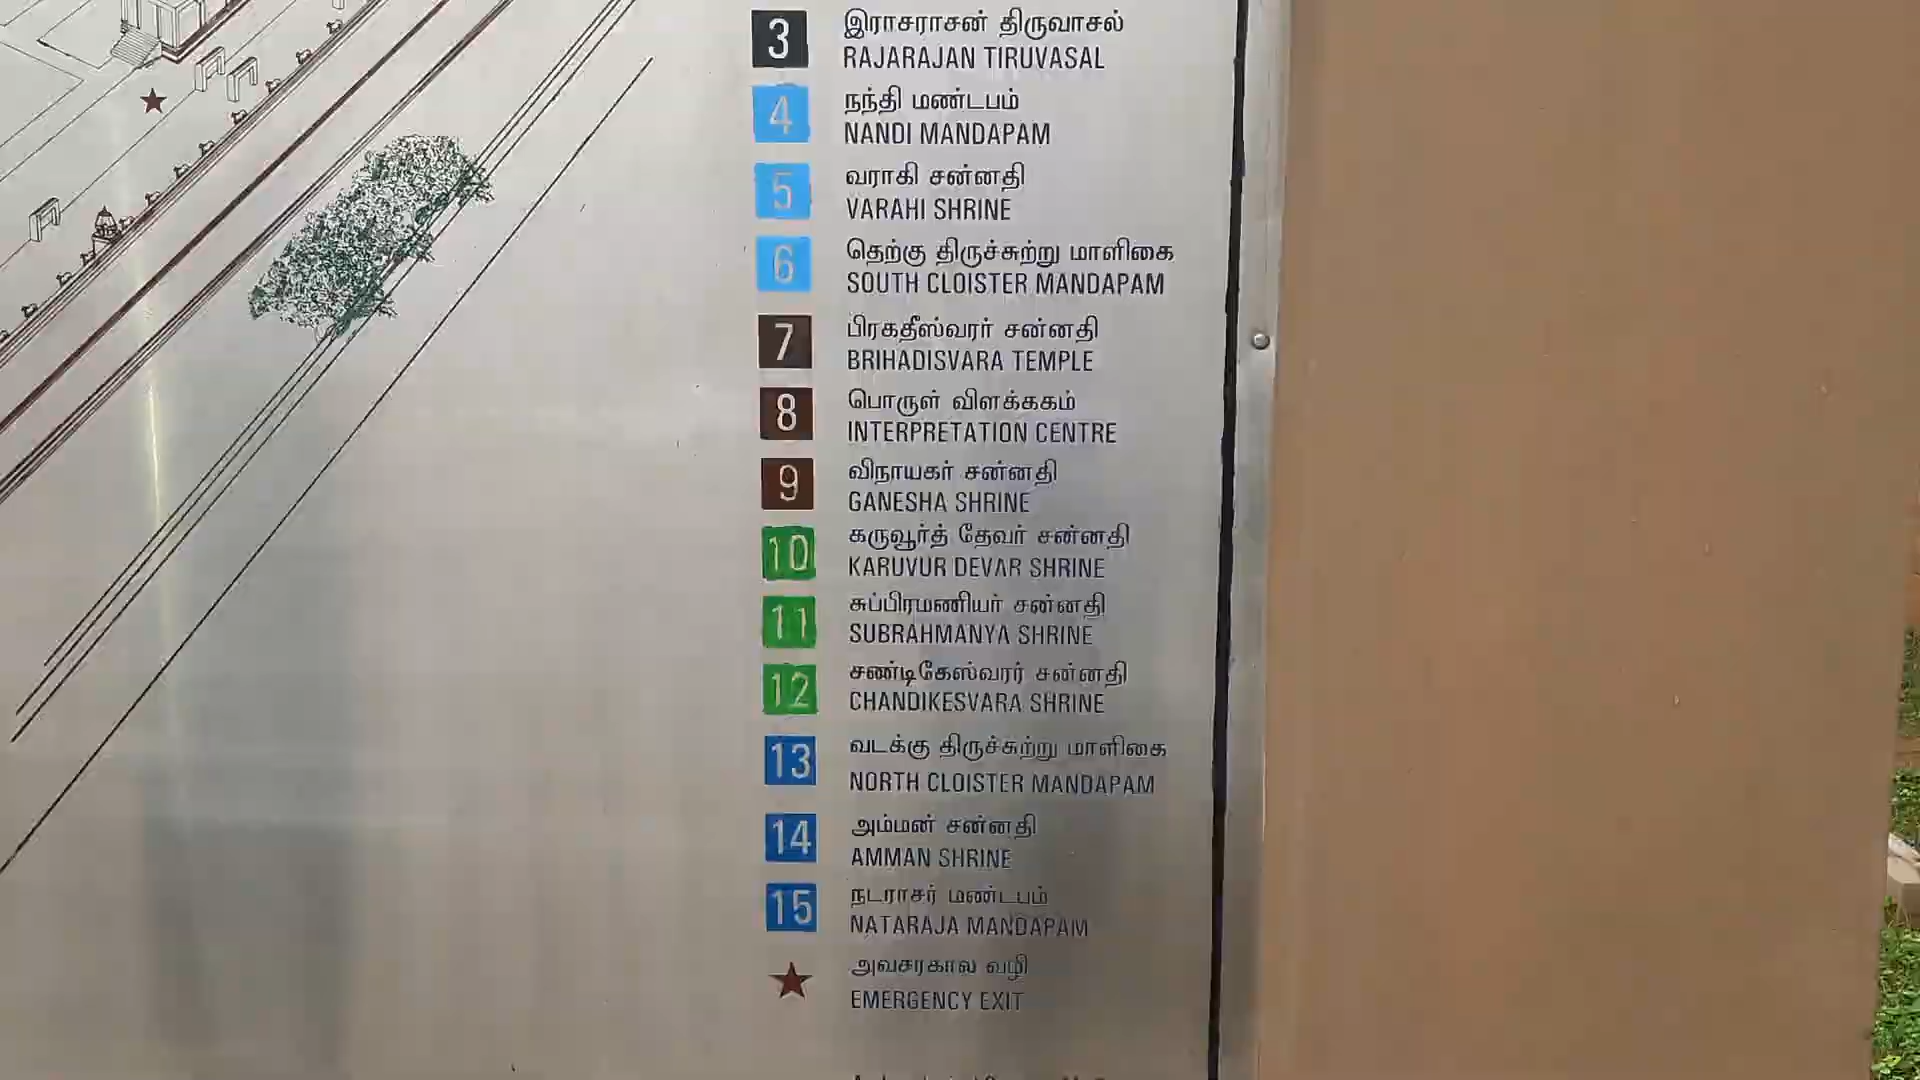 3 இராசராசன் திருவாசல்
RAJARAJAN TIRUVASAL
4 நந்தி மண்டபம்
NANDI MANDAPAM
5 வராகி சன்னதி
VARAHI SHRINE
6 தெற்கு திருச்சுற்று மாளிகை
SOUTH CLOISTER MANDAPAM
7 பிரகதீஸ்வரர் சன்னதி
BRIHADISVARA TEMPLE
8 பொருள் விளக்ககம்
INTERPRETATION CENTRE
9 விநாயகர் சன்னதி
GANESHA SHRINE
10 கருவூர்த் தேவர் சன்னதி
KARUVUR DEVAR SHRINE
11 சுப்பிரமணியர் சன்னதி
SUBRAHMANYA SHRINE
12 சண்டிகேஸ்வரர் சன்னதி
CHANDIKESVARA SHRINE
13 வடக்கு திருச்சுற்று மாளிகை
NORTH CLOISTER MANDAPAM
14 அம்மன் சன்னதி
AMMAN SHRINE
15 நடராசர் மண்டபம்
NATARAJA MANDAPAM
அவசரகால வழி
EMERGENCY EXIT